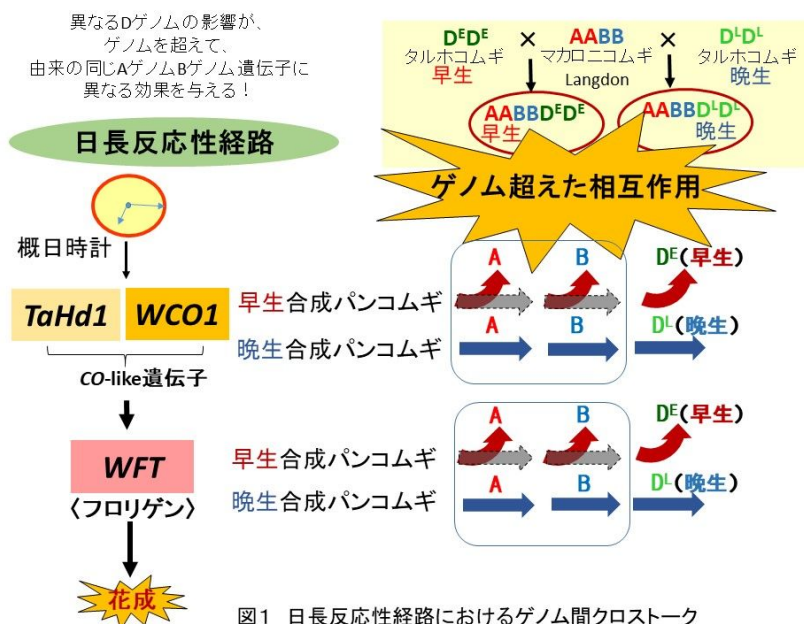 異なるDゲノムの影響が、
ゲノムを超えて、
由来の同じAゲノムBゲノム遺伝子に
異なる効果を与える！
DᴱDᴱ × AABB × DᴸDᴸ
タルホコムギ マカロニコムギ タルホコムギ
早生 Langdon 晩生
AABBDᴱDᴱ AABBDᴸDᴸ
早生 晩生
日長反応性経路
ゲノム超えた相互作用
概日時計
A B Dᴱ(早生)
TaHd1 WCO1
早生合成パンコムギ
A B Dᴸ(晩生)
晩生合成パンコムギ
CO-like遺伝子
A B Dᴱ(早生)
WFT
早生合成パンコムギ
A B Dᴸ(晩生)
晩生合成パンコムギ
〈フロリゲン〉
花成
図1 日長反応性経路におけるゲノム間クロストーク